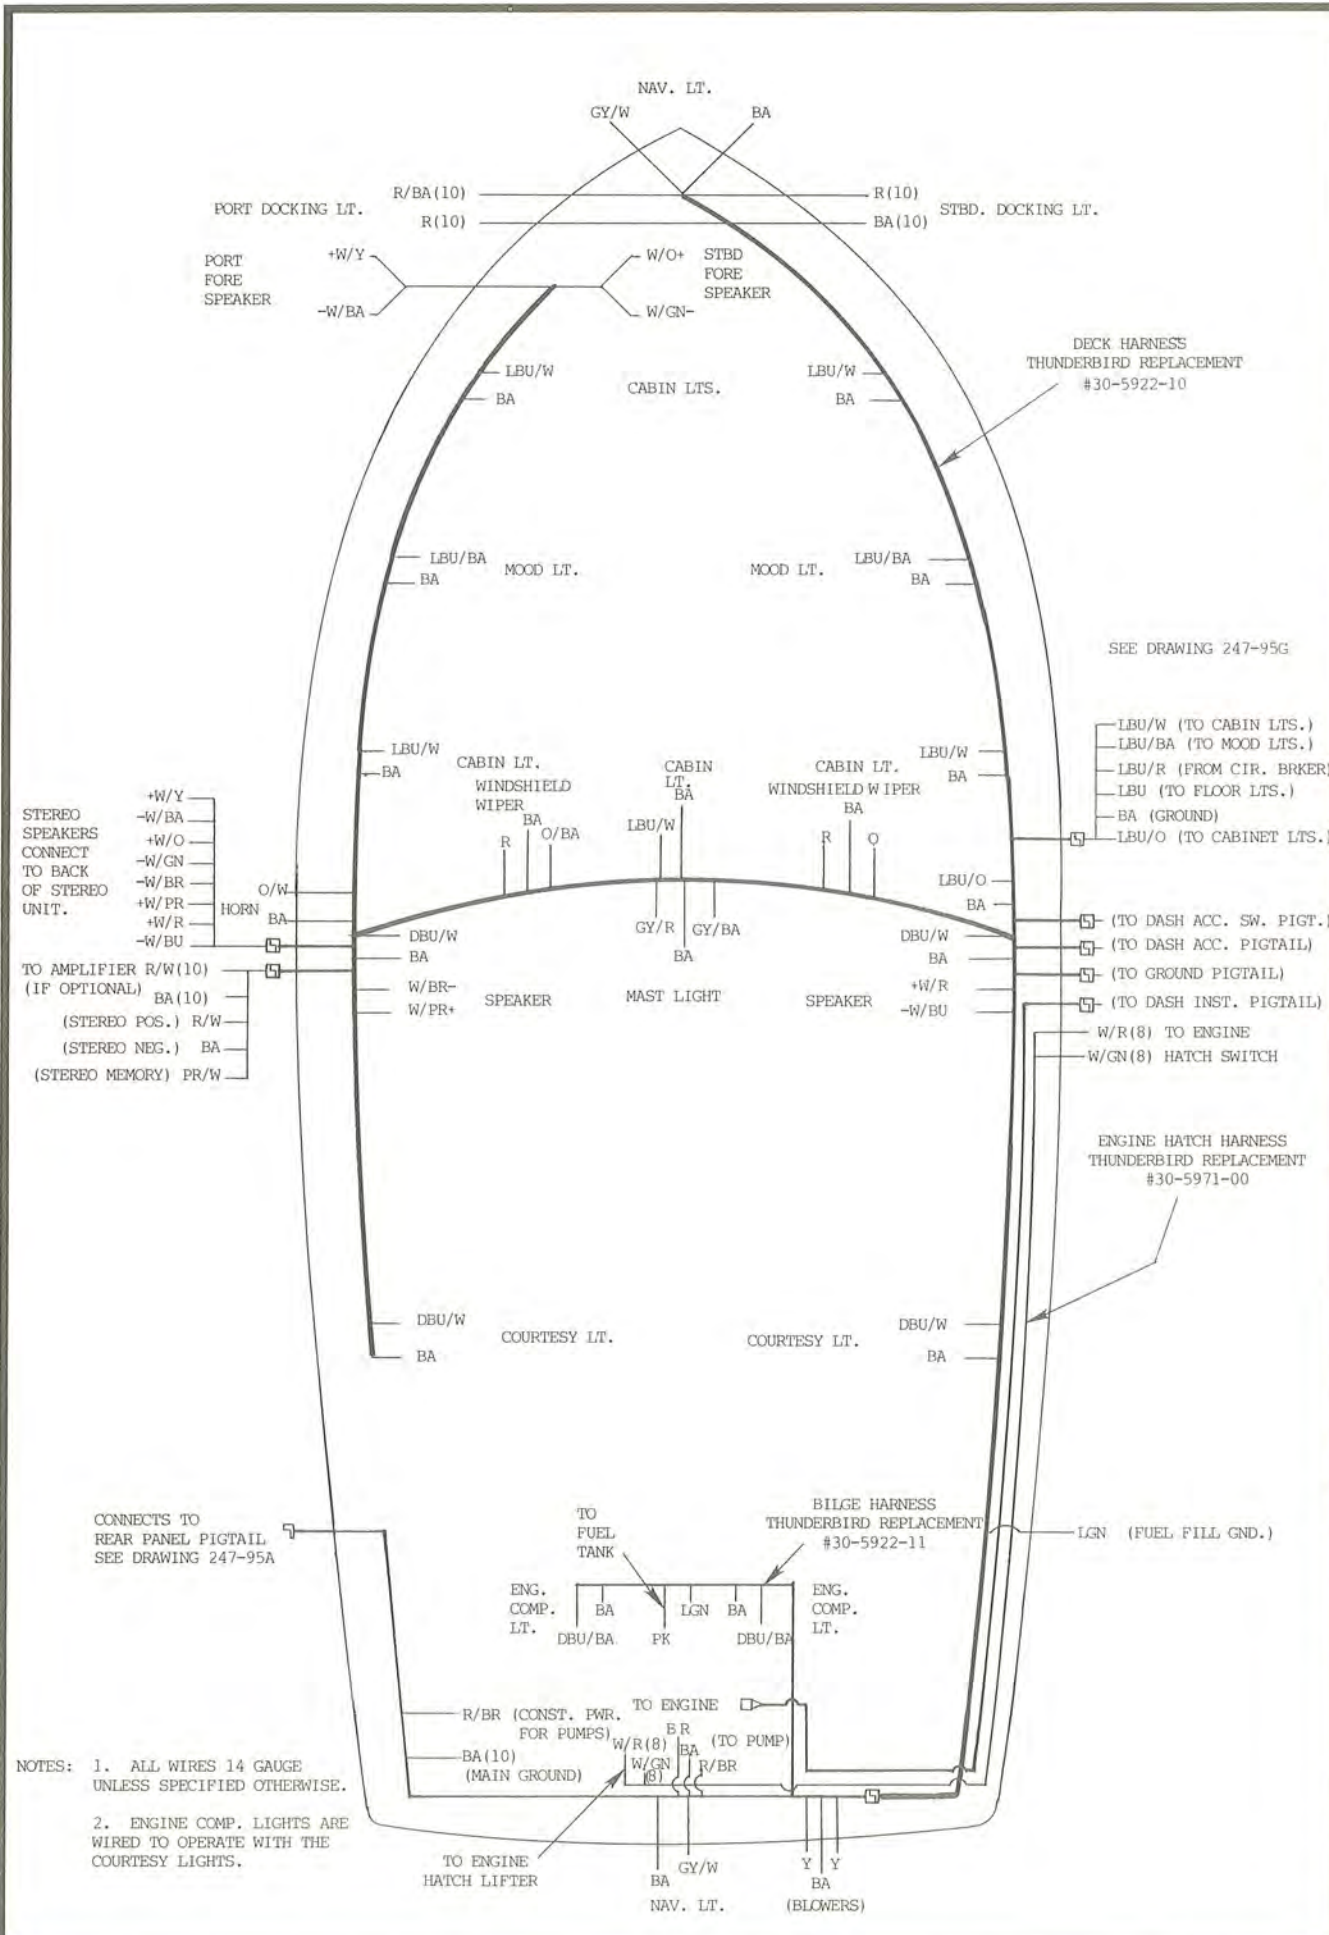 NAV. LT.
GY/W
BA
R/BA(10)
R(10)
PORT DOCKING LT.
STBD. DOCKING LT.
R(10)
BA(10)
PORT
FORE
SPEAKER
+W/Y
-W/BA
W/O+
W/GN-
STBD
FORE
SPEAKER
DECK HARNESS
THUNDERBIRD REPLACEMENT
#30-5922-10
LBU/W
BA
CABIN LTS.
LBU/W
BA
LBU/BA
BA
MOOD LT.
MOOD LT.
LBU/BA
BA
SEE DRAWING 247-95G
LBU/W (TO CABIN LTS.)
LBU/BA (TO MOOD LTS.)
LBU/R (FROM CIR. BRKER)
LBU (TO FLOOR LTS.)
BA (GROUND)
LBU/O (TO CABINET LTS.)
LBU/W
BA
CABIN LT.
WINDSHIELD
WIPER
R
BA
O/BA
CABIN
LT.
BA
LBU/W
CABIN LT.
WINDSHIELD WIPER
BA
R
O
LBU/W
BA
STEREO
SPEAKERS
CONNECT
TO BACK
OF STEREO
UNIT.
+W/Y
-W/BA
+W/O
-W/GN
-W/BR
+W/PR
+W/R
-W/BU
O/W
HORN
BA
GY/R
BA
GY/BA
LBU/O
BA
DBU/W
BA
DBU/W
BA
(TO DASH ACC. SW. PIGT.)
(TO DASH ACC. PIGTAIL)
(TO GROUND PIGTAIL)
(TO DASH INST. PIGTAIL)
TO AMPLIFIER R/W(10)
(IF OPTIONAL)
BA(10)
(STEREO POS.) R/W
(STEREO NEG.) BA
(STEREO MEMORY) PR/W
W/BR-
W/PR+
SPEAKER
MAST LIGHT
SPEAKER
+W/R
-W/BU
W/R(8) TO ENGINE
W/GN(8) HATCH SWITCH
ENGINE HATCH HARNESS
THUNDERBIRD REPLACEMENT
#30-5971-00
DBU/W
BA
COURTESY LT.
COURTESY LT.
DBU/W
BA
CONNECTS TO
REAR PANEL PIGTAIL
SEE DRAWING 247-95A
TO
FUEL
TANK
BILGE HARNESS
THUNDERBIRD REPLACEMENT
#30-5922-11
LGN (FUEL FILL GND.)
ENG.
COMP.
LT.
DBU/BA
BA
PK
LGN
BA
DBU/BA
ENG.
COMP.
LT.
R/BR (CONST. PWR.
FOR PUMPS)
BA(10)
(MAIN GROUND)
TO ENGINE
W/R(8)
W/GN
(8)
BR
BA
R/BR
(TO PUMP)
NOTES: 1. ALL WIRES 14 GAUGE
UNLESS SPECIFIED OTHERWISE.
2. ENGINE COMP. LIGHTS ARE
WIRED TO OPERATE WITH THE
COURTESY LIGHTS.
TO ENGINE
HATCH LIFTER
BA
GY/W
NAV. LT.
Y
BA
Y
(BLOWERS)